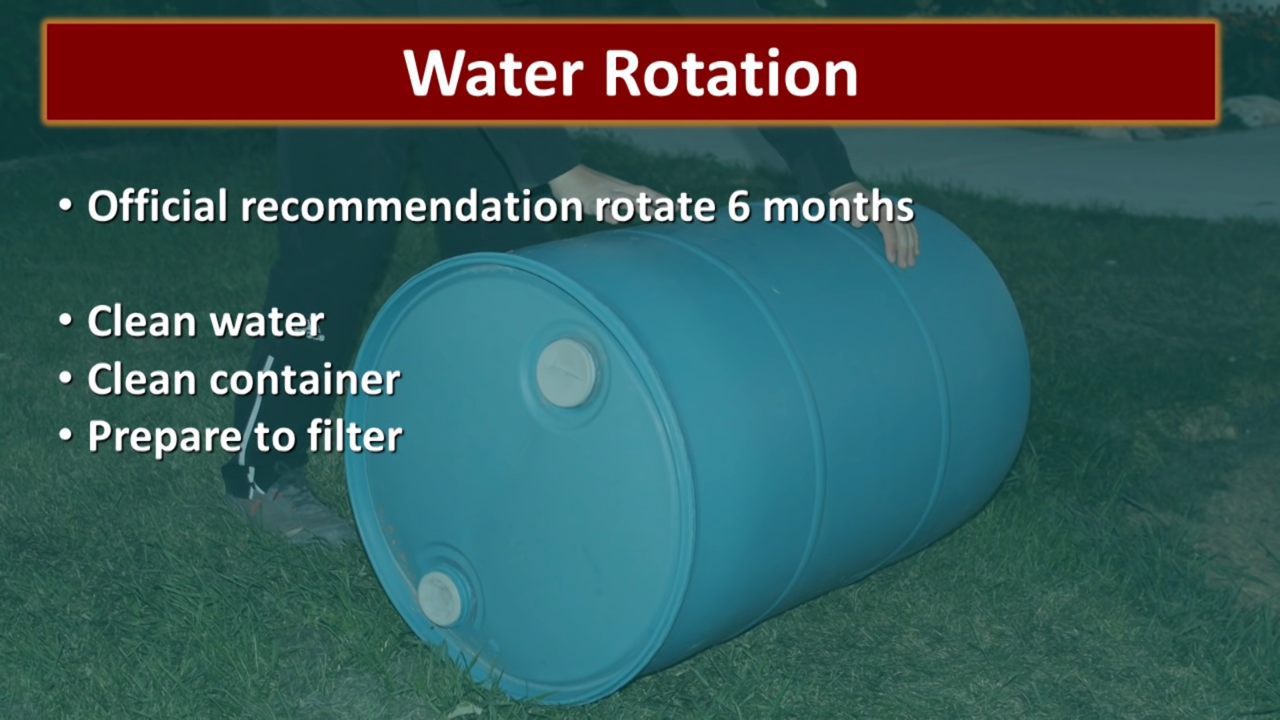 Water Rotation
• Official recommendation rotate 6 months
• Clean water
• Clean container
• Prepare to filter